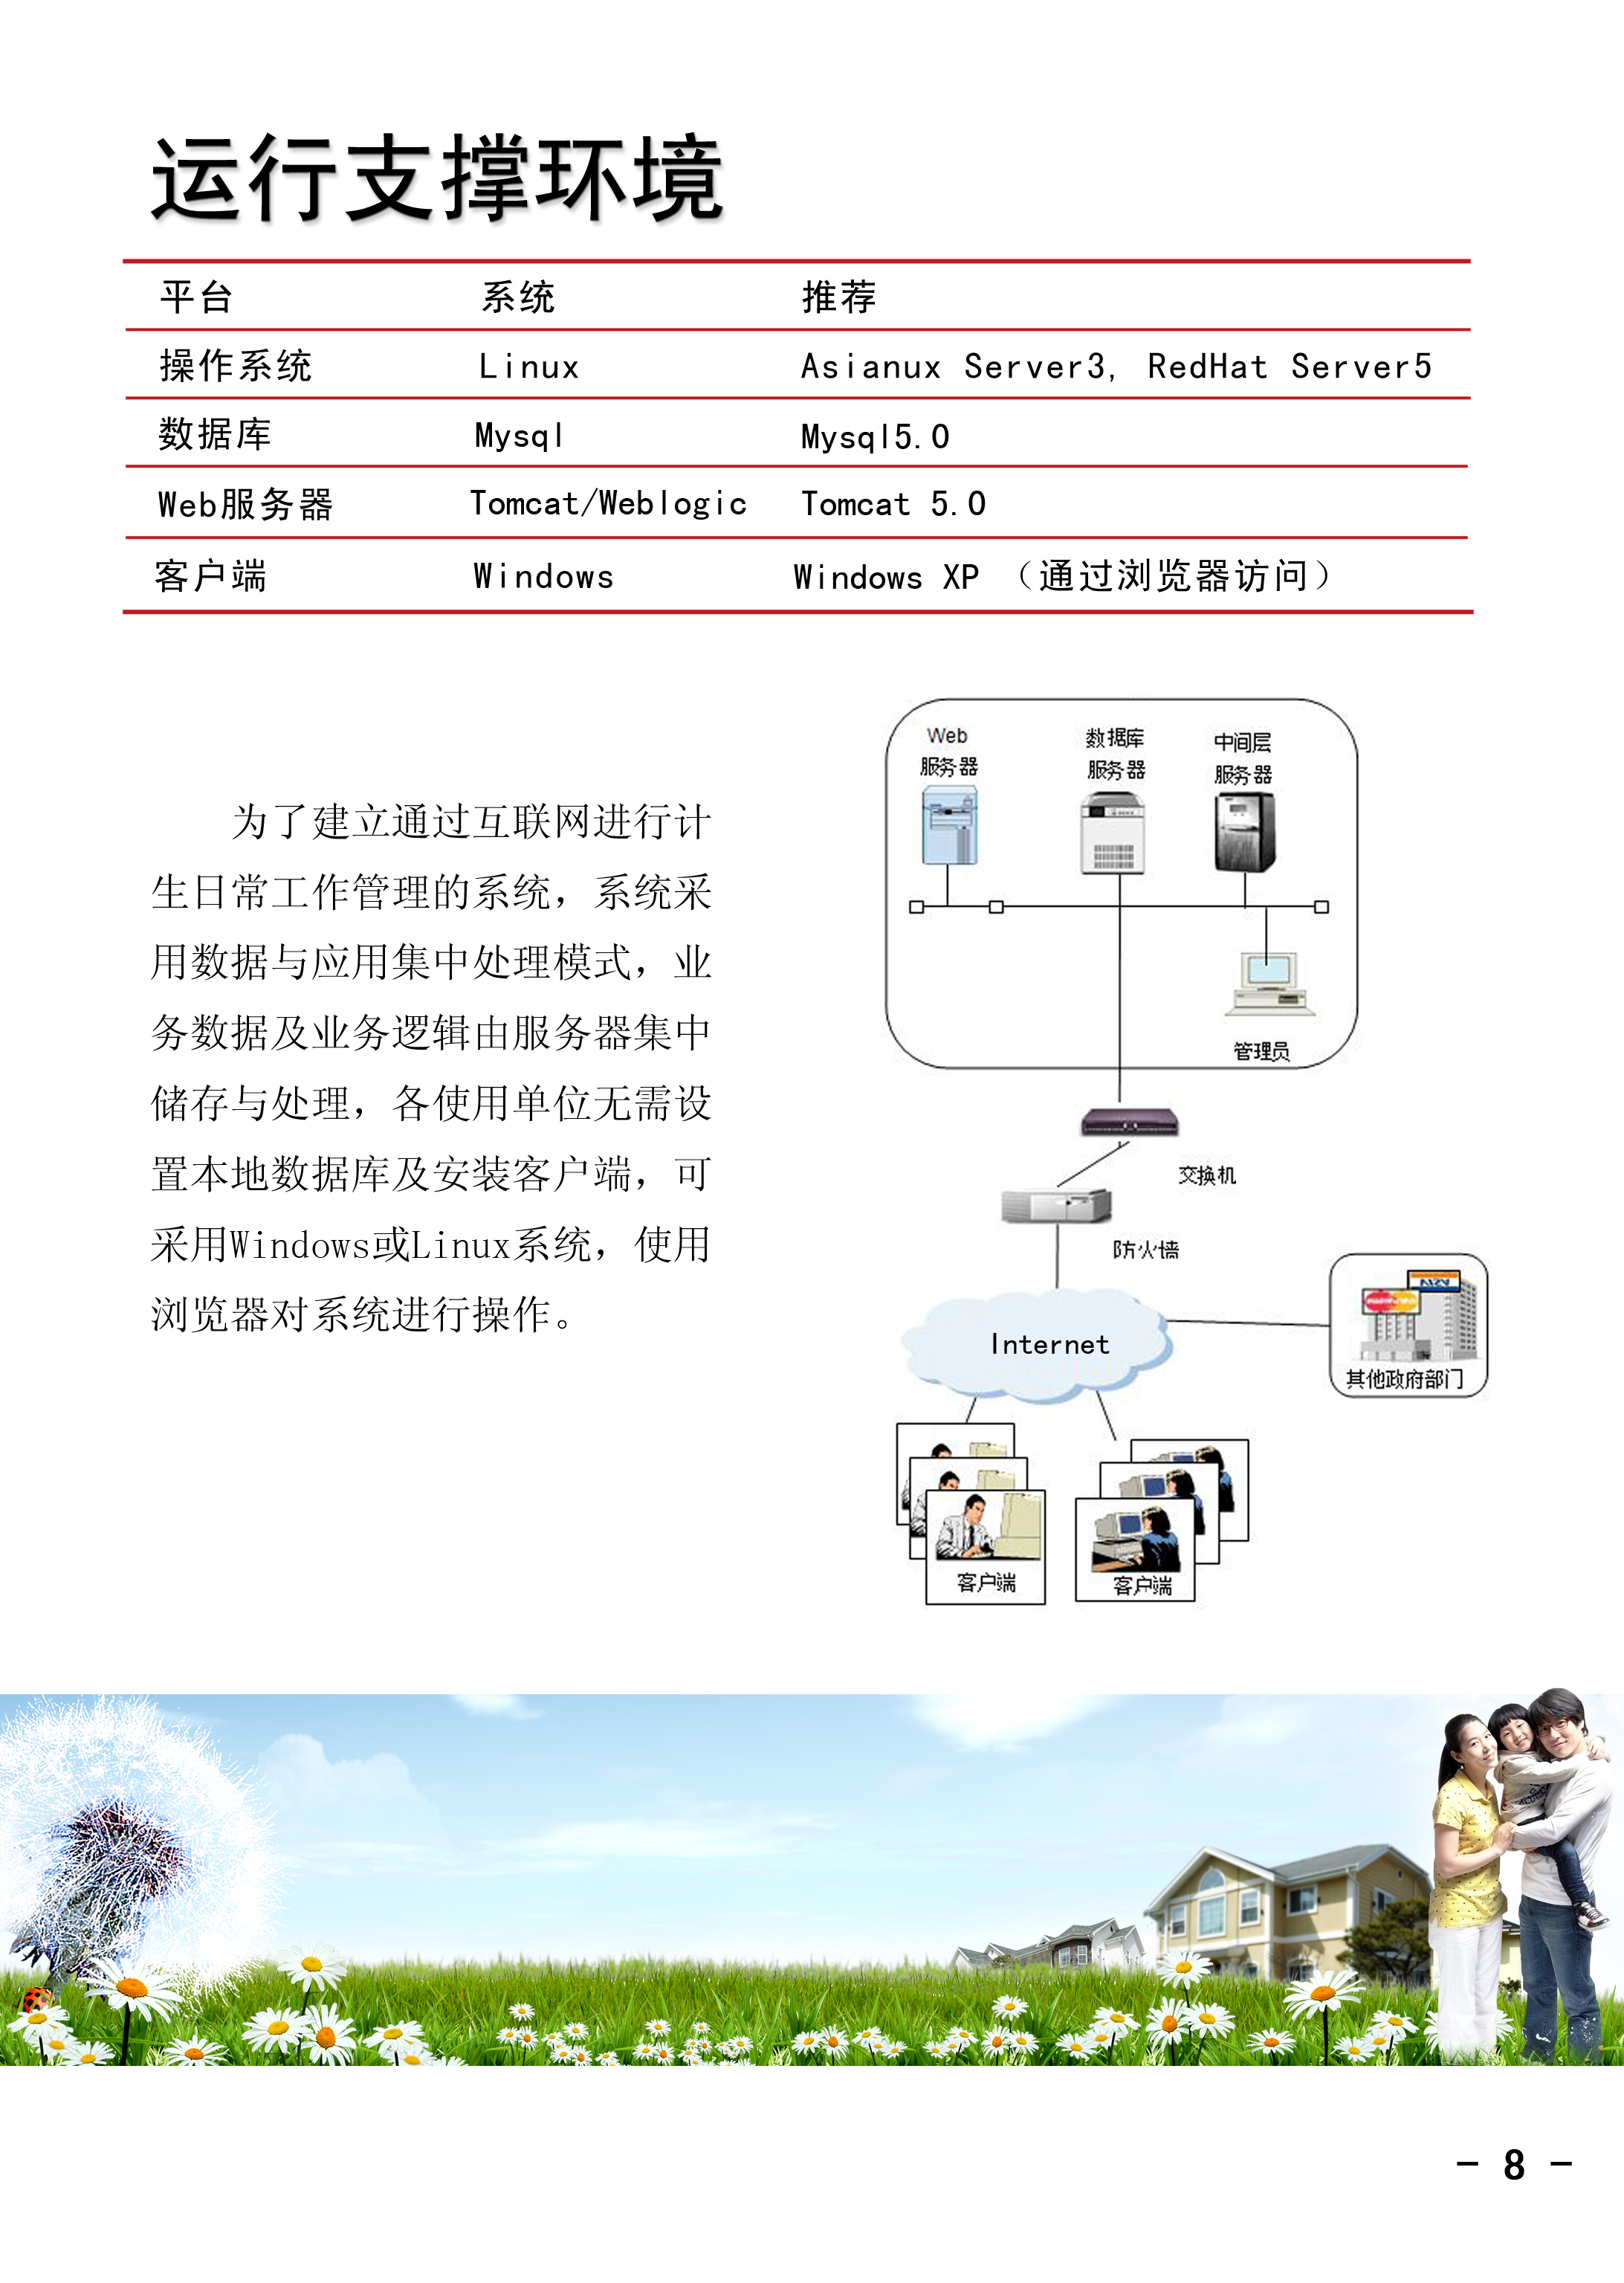 运行支撑环境
平台 系统 推荐
操作系统 Linux Asianux Server3, RedHat Server5
数据库 Mysql Mysql5.0
Web服务器 Tomcat/Weblogic Tomcat 5.0
客户端 Windows Windows XP （通过浏览器访问）
为了建立通过互联网进行计
生日常工作管理的系统，系统采
用数据与应用集中处理模式，业
务数据及业务逻辑由服务器集中
储存与处理，各使用单位无需设
置本地数据库及安装客户端，可
采用Windows或Linux系统，使用
浏览器对系统进行操作。
Web
服务器
数据库
服务器
中间层
服务器
管理员
交换机
防火墙
Internet
其他政府部门
客户端
客户端
- 8 -